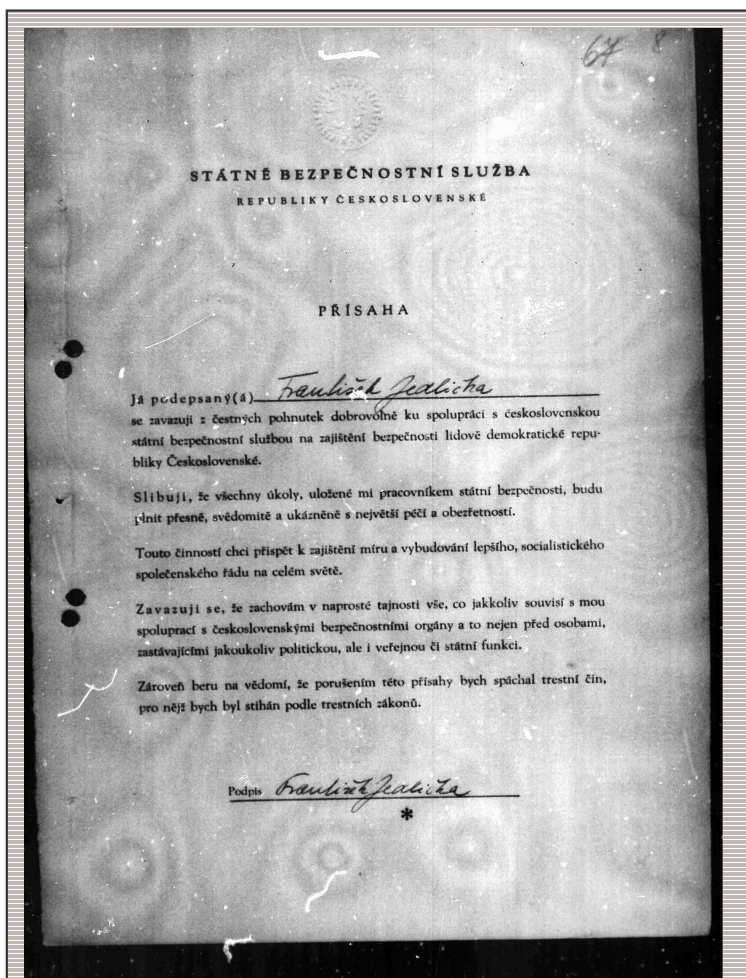 67 8
STÁTNĚ BEZPEČNOSTNÍ SLUŽBA
REPUBLIKY ČESKOSLOVENSKÉ
PŘÍSAHA
Já podepsaný(á) František Jedlička
se zavazuji z čestných pohnutek dobrovolně ku spolupráci s československou
státní bezpečnostní službou na zajištění bezpečnosti lidově demokratické repu-
bliky Československé.
Slibuji, že všechny úkoly, uložené mi pracovníkem státní bezpečnosti, budu
plnit přesně, svědomitě a ukázněně s největší péčí a obezřetností.
Touto činností chci přispět k zajištění míru a vybudování lepšího, socialistického
společenského řádu na celém světě.
Zavazuji se, že zachovám v naprosté tajnosti vše, co jakkoliv souvisí s mou
spoluprací s československými bezpečnostními orgány a to nejen před osobami,
zastávajícími jakoukoliv politickou, ale i veřejnou či státní funkci.
Zároveň beru na vědomí, že porušením této přísahy bych spáchal trestní čin,
pro nějž bych byl stíhán podle trestních zákonů.
Podpis František Jedlička
*